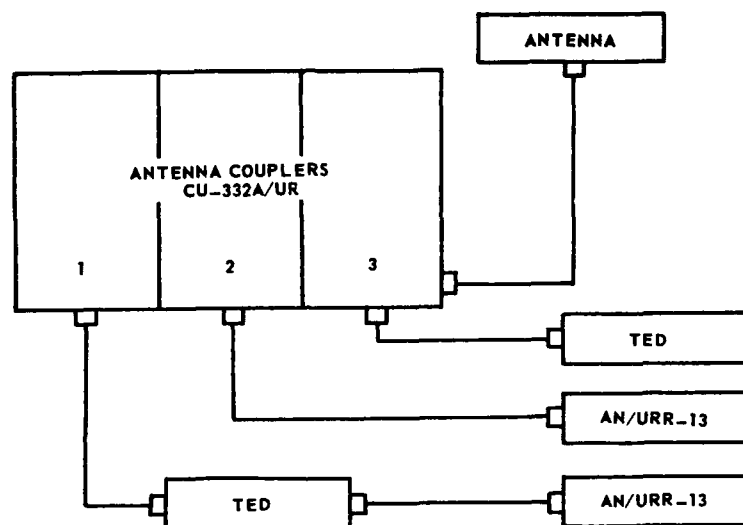 ANTENNA
ANTENNA COUPLERS
CU-332A/UR
1
2
3
TED
AN/URR-13
TED
AN/URR-13